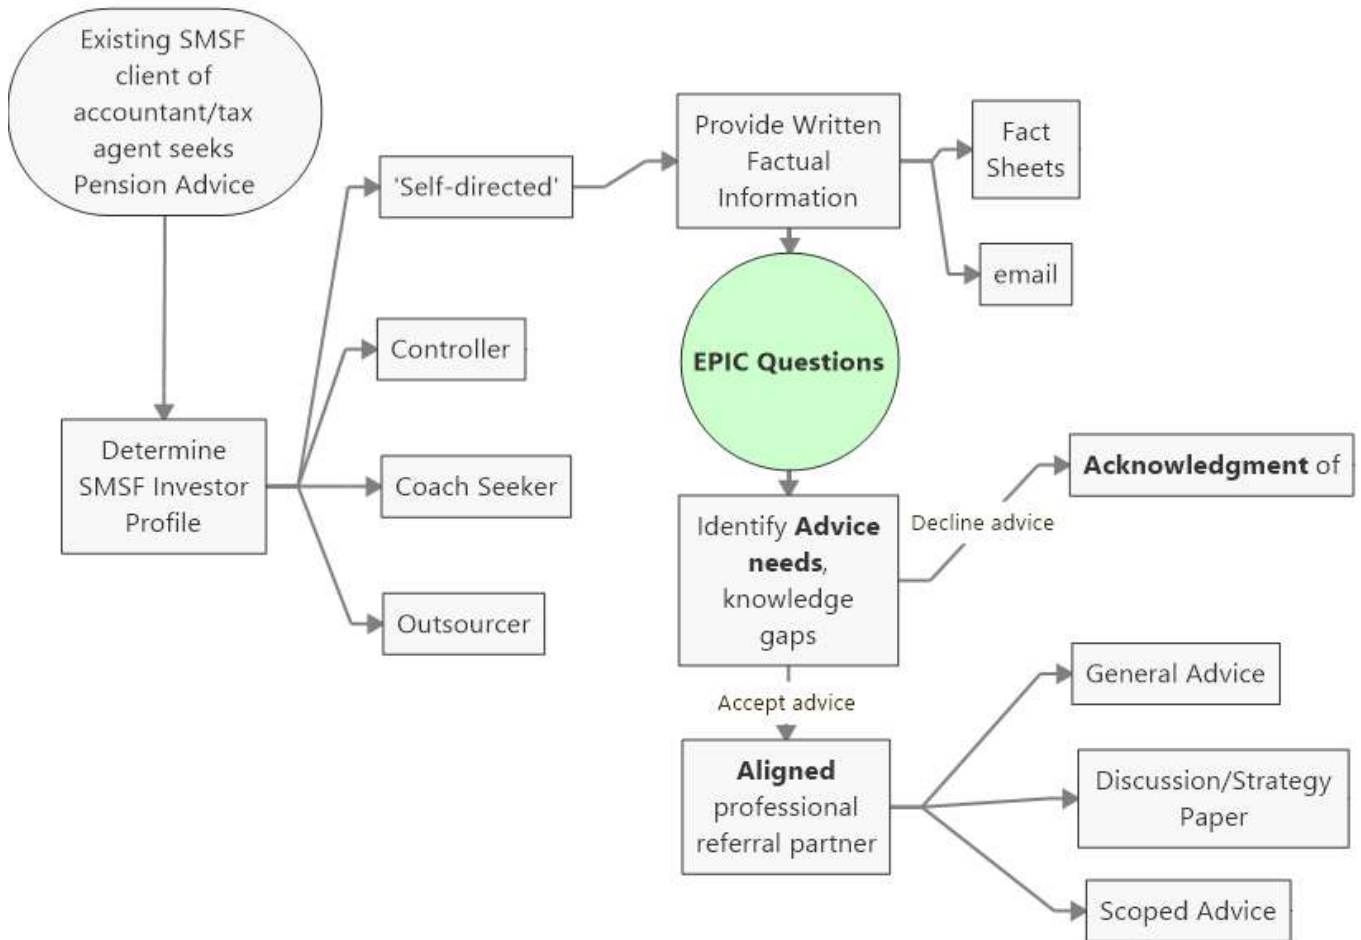 Existing SMSF
client of
accountant/tax
agent seeks
Pension Advice
Determine
SMSF Investor
Profile
'Self-directed'
Controller
Coach Seeker
Outsourcer
Provide Written
Factual
Information
Fact
Sheets
email
EPIC Questions
Identify Advice
needs,
knowledge
gaps
Decline advice
Acknowledgment of
Accept advice
Aligned
professional
referral partner
General Advice
Discussion/Strategy
Paper
Scoped Advice